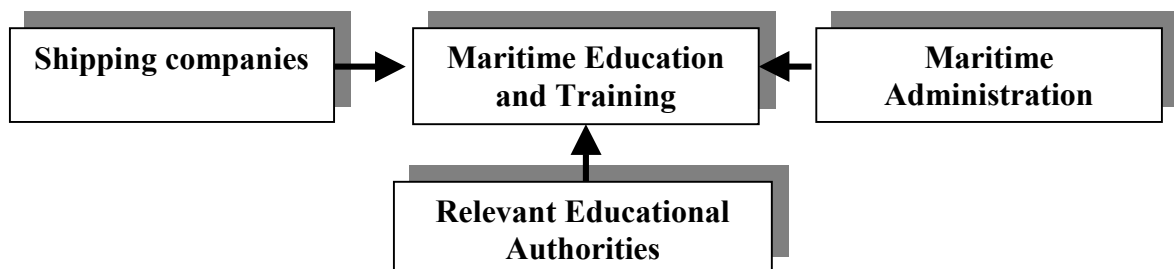 Shipping companies
Maritime Education
and Training
Maritime
Administration
Relevant Educational
Authorities